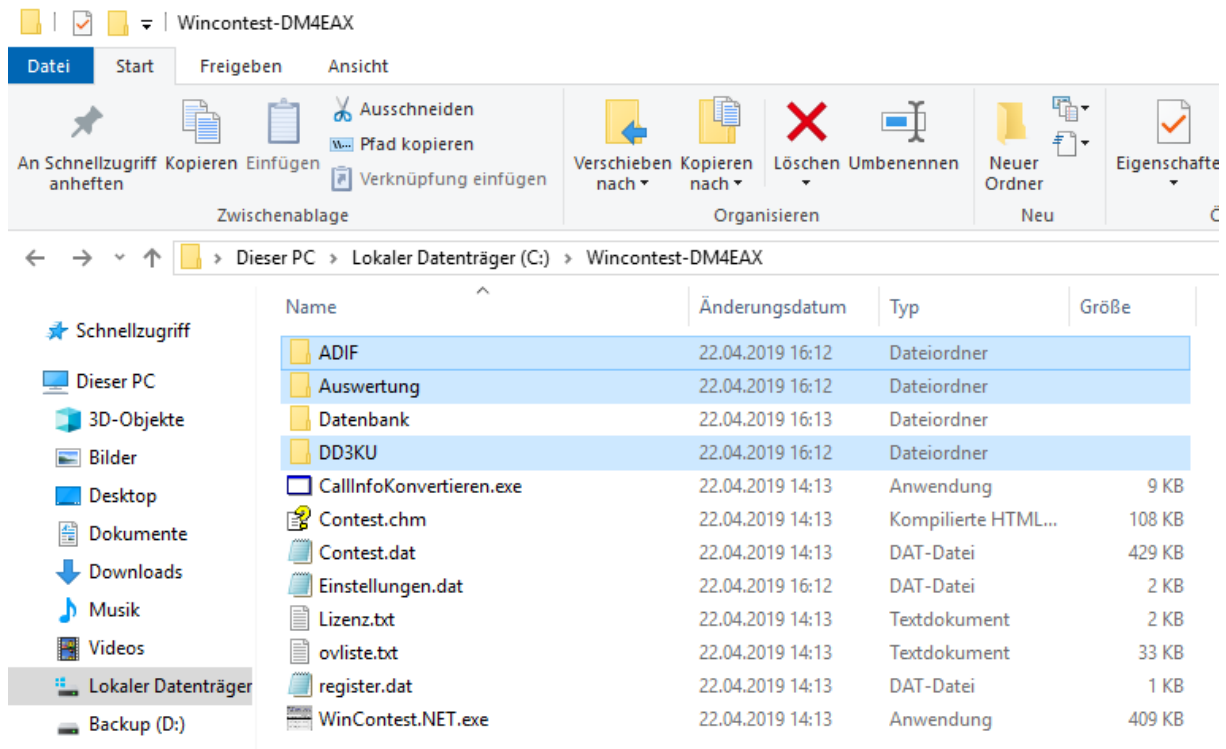 Wincontest-DM4EAX
Datei Start Freigeben Ansicht
An Schnellzugriff anheften
Kopieren
Einfügen
Ausschneiden
Pfad kopieren
Verknüpfung einfügen
Zwischenablage
Verschieben nach
Kopieren nach
Löschen
Umbenennen
Organisieren
Neuer Ordner
Neu
Eigenschafte
Dieser PC > Lokaler Datenträger (C:) > Wincontest-DM4EAX
Schnellzugriff
Dieser PC
3D-Objekte
Bilder
Desktop
Dokumente
Downloads
Musik
Videos
Lokaler Datenträger
Backup (D:)
Name Änderungsdatum Typ Größe
ADIF 22.04.2019 16:12 Dateiordner
Auswertung 22.04.2019 16:12 Dateiordner
Datenbank 22.04.2019 16:13 Dateiordner
DD3KU 22.04.2019 16:12 Dateiordner
CallInfoKonvertieren.exe 22.04.2019 14:13 Anwendung 9 KB
Contest.chm 22.04.2019 14:13 Kompilierte HTML... 108 KB
Contest.dat 22.04.2019 14:13 DAT-Datei 429 KB
Einstellungen.dat 22.04.2019 16:12 DAT-Datei 2 KB
Lizenz.txt 22.04.2019 14:13 Textdokument 2 KB
ovliste.txt 22.04.2019 14:13 Textdokument 33 KB
register.dat 22.04.2019 14:13 DAT-Datei 1 KB
WinContest.NET.exe 22.04.2019 14:13 Anwendung 409 KB